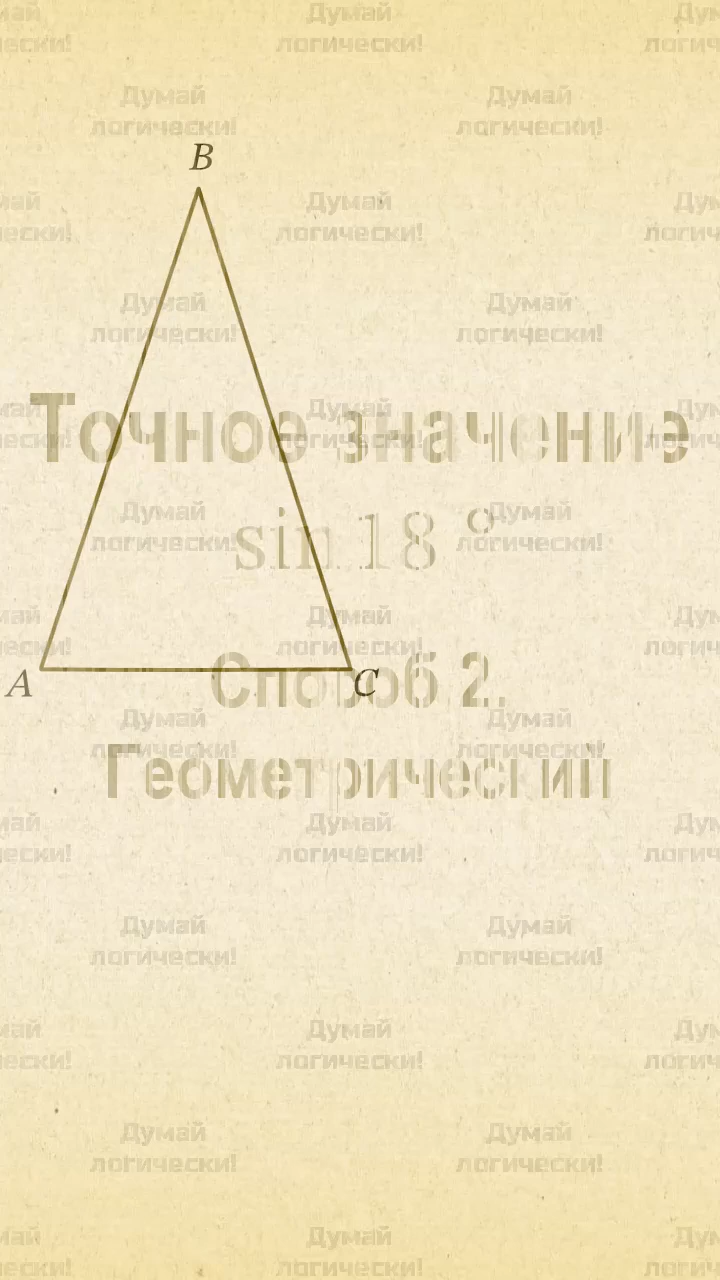 Думай
логически!
B
Точное значение
sin 18°
A
C
Способ 2.
Геометрический